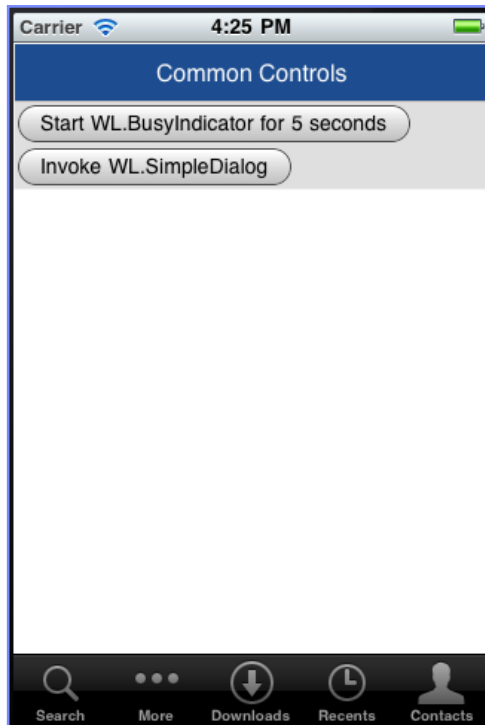 Carrier 4:25 PM
Common Controls
Start WL.BusyIndicator for 5 seconds
Invoke WL.SimpleDialog
Search More Downloads Recents Contacts